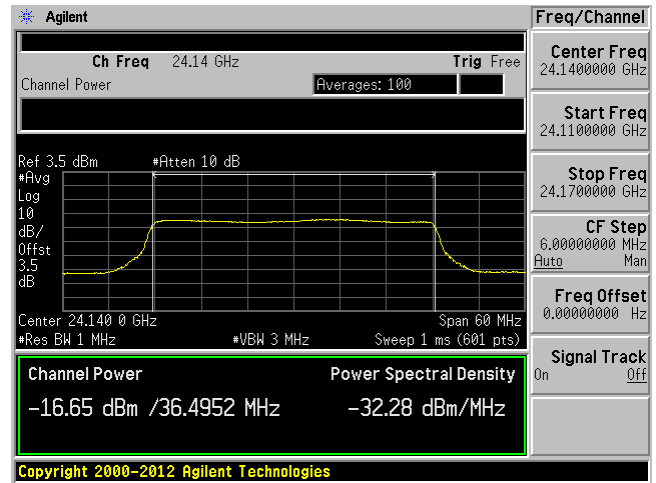 Agilent
Freq/Channel
Ch Freq 24.14 GHz Trig Free
Channel Power Averages: 100
Center Freq
24.1400000 GHz
Start Freq
24.1100000 GHz
Stop Freq
24.1700000 GHz
CF Step
6.00000000 MHz
Auto Man
Freq Offset
0.00000000 Hz
Signal Track
On Off
Ref 3.5 dBm #Atten 10 dB
#Avg
Log
10
dB/
Offst
3.5
dB
Center 24.140 0 GHz Span 60 MHz
#Res BW 1 MHz #VBW 3 MHz Sweep 1 ms (601 pts)
Channel Power Power Spectral Density
-16.65 dBm /36.4952 MHz -32.28 dBm/MHz
Copyright 2000-2012 Agilent Technologies